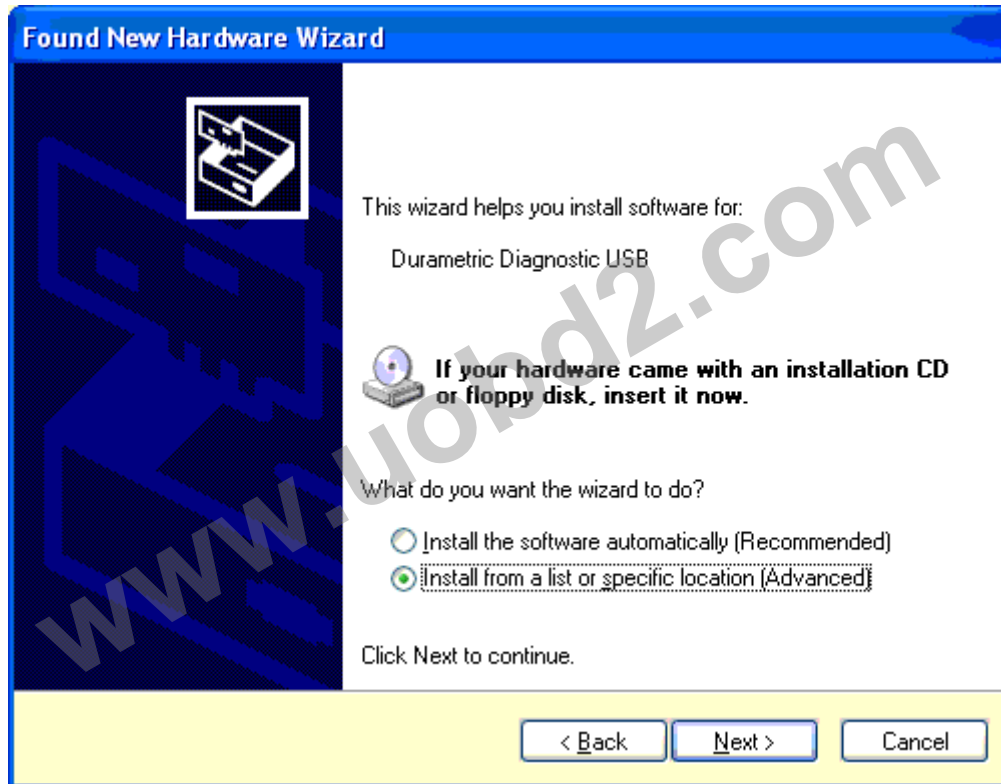 Found New Hardware Wizard
This wizard helps you install software for:
Durametric Diagnostic USB
If your hardware came with an installation CD
or floppy disk, insert it now.
What do you want the wizard to do?
Install the software automatically (Recommended)
Install from a list or specific location (Advanced)
Click Next to continue.
< Back
Next >
Cancel
www.uobd2.com